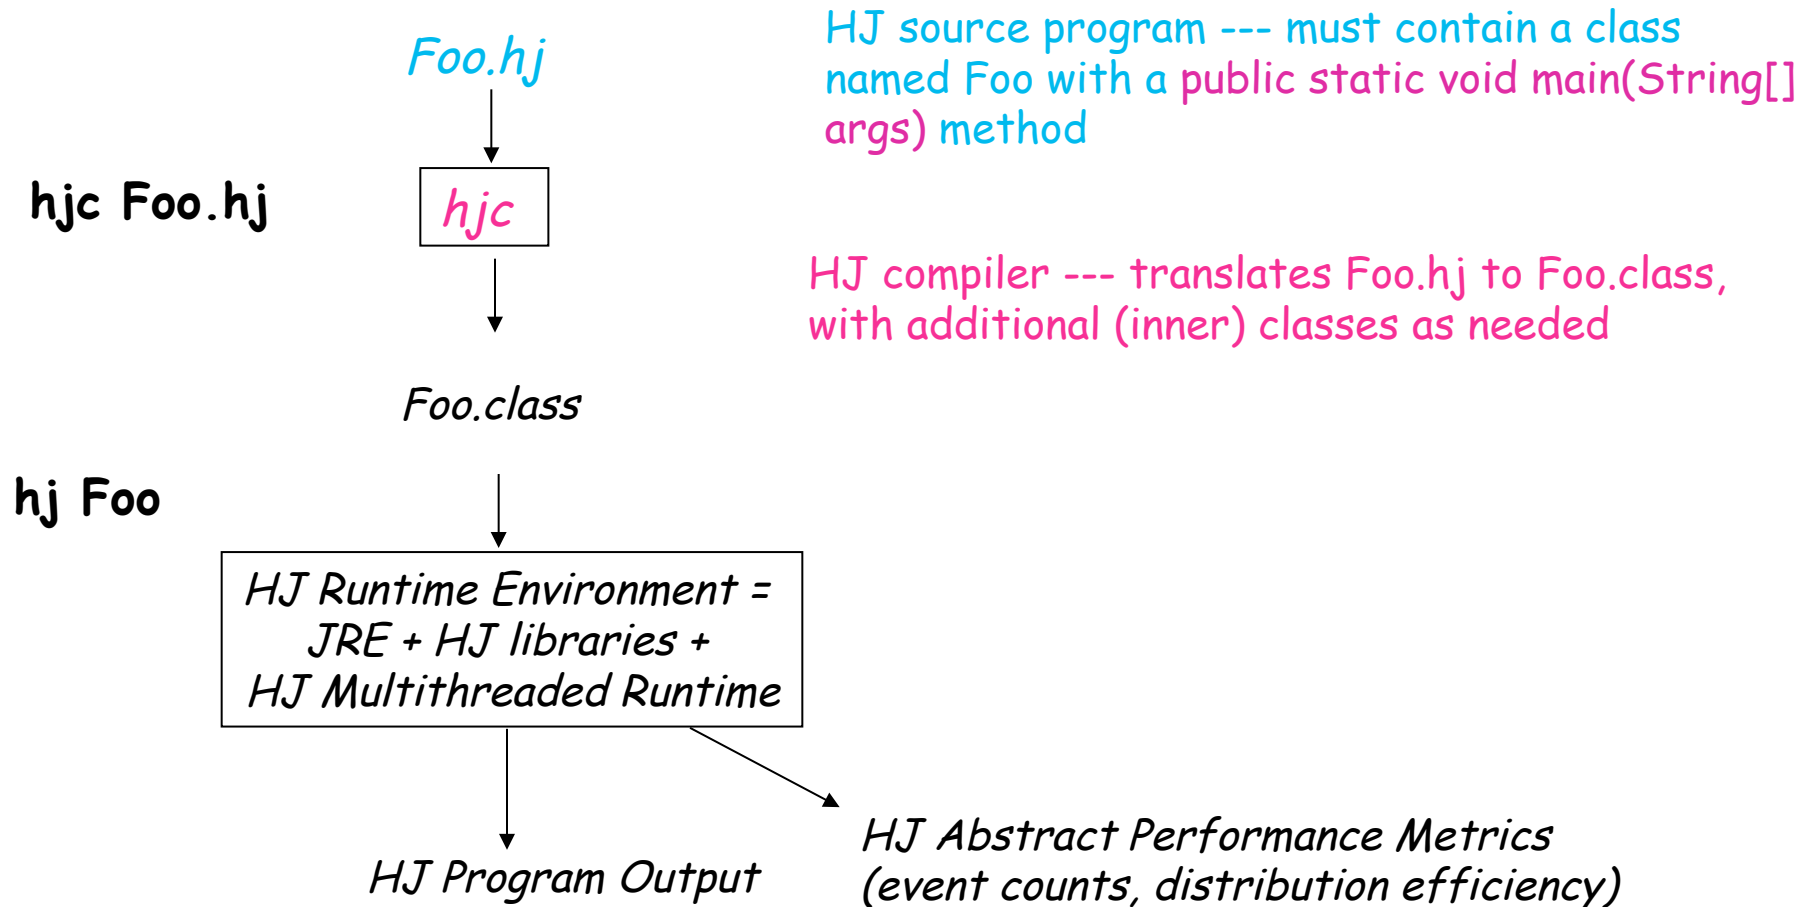 Foo.hj
HJ source program --- must contain a class
named Foo with a public static void main(String[]
args) method
hjc Foo.hj
hjc
HJ compiler --- translates Foo.hj to Foo.class,
with additional (inner) classes as needed
Foo.class
hj Foo
HJ Runtime Environment =
JRE + HJ libraries +
HJ Multithreaded Runtime
HJ Program Output
HJ Abstract Performance Metrics
(event counts, distribution efficiency)